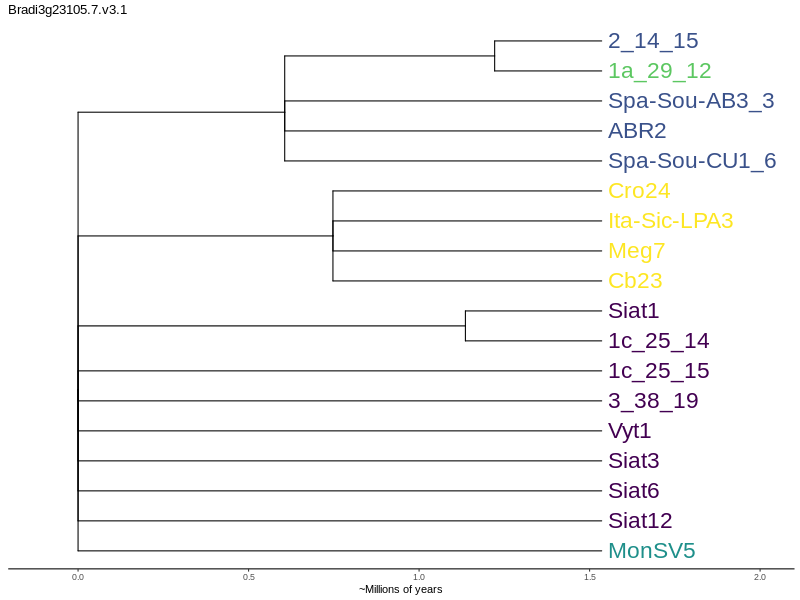 Bradi3g23105.7.v3.1
2_14_15
1a_29_12
Spa-Sou-AB3_3
ABR2
Spa-Sou-CU1_6
Cro24
Ita-Sic-LPA3
Meg7
Cb23
Siat1
1c_25_14
1c_25_15
3_38_19
Vyt1
Siat3
Siat6
Siat12
MonSV5
0.0 0.5 1.0 1.5 2.0
~Millions of years